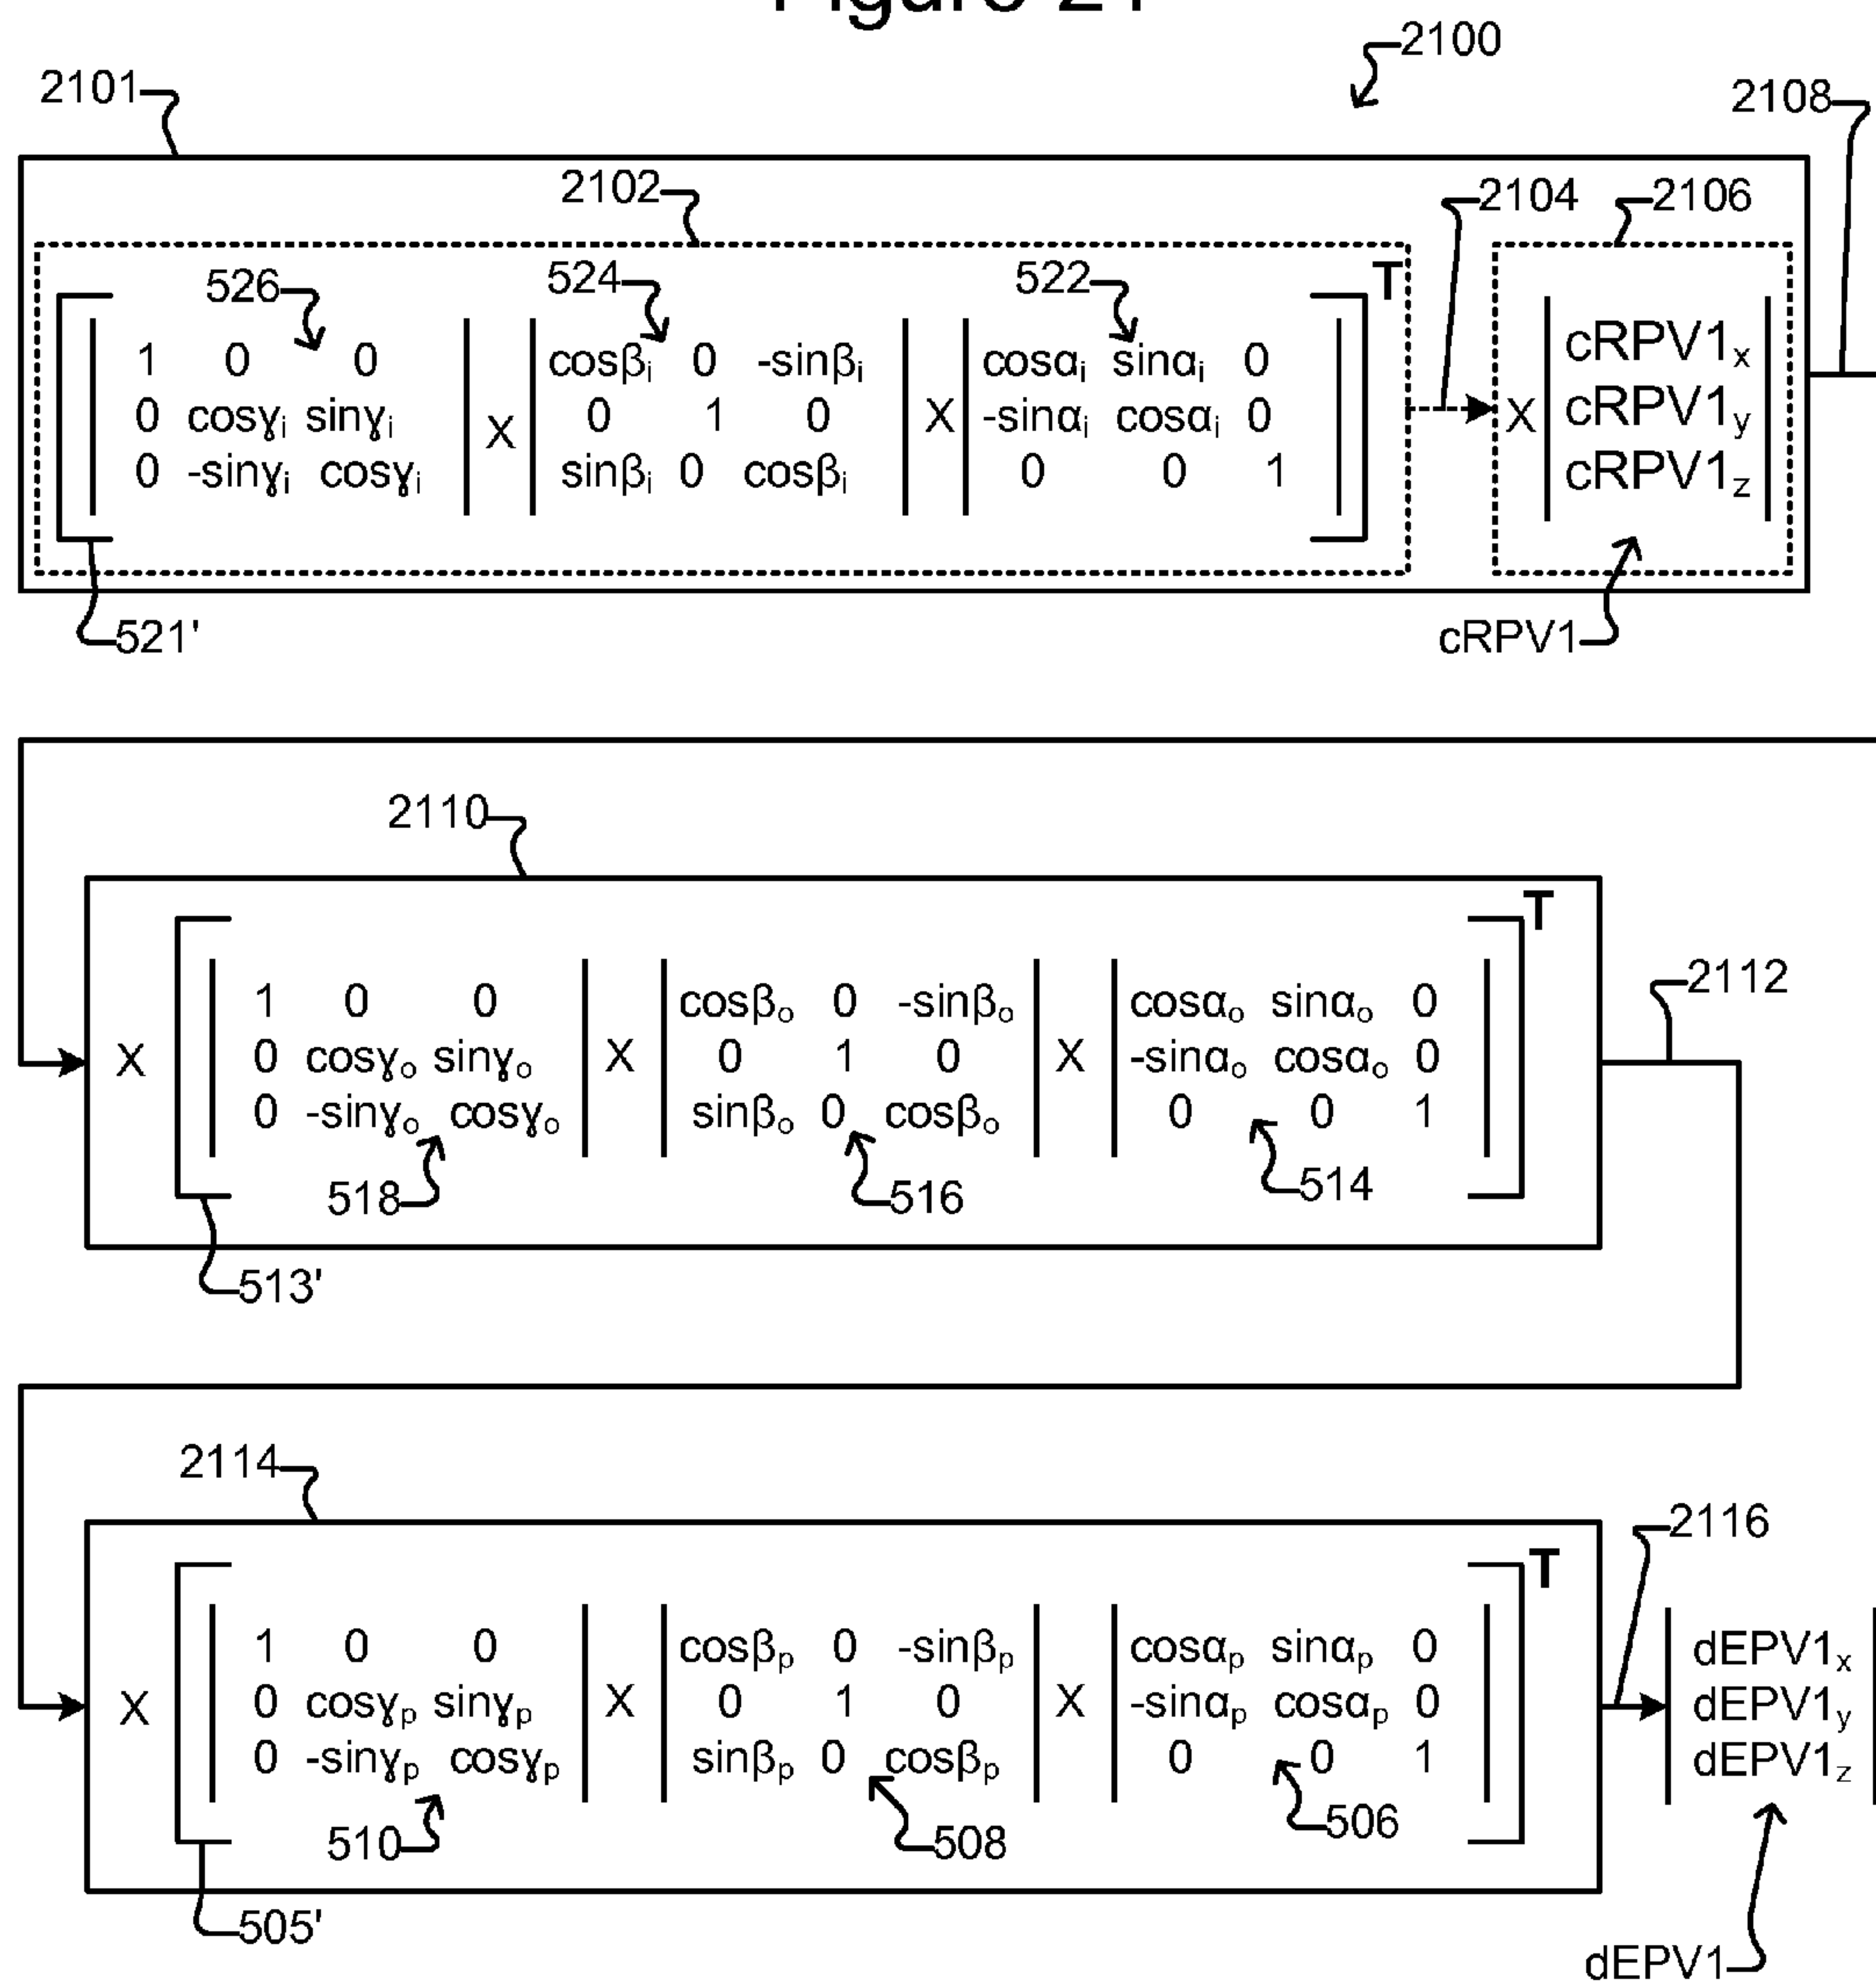 Figure 21
2100
2101
2108
2102
2104
2106
526
524
522
T
1 0 0
cosβi 0 -sinβi
cosαi sinαi 0
cRPV1x
0 cosγi sinγi
X
0 1 0
X
-sinαi cosαi 0
X
cRPV1y
0 -sinγi cosγi
sinβi 0 cosβi
0 0 1
cRPV1z
521'
cRPV1
2110
T
1 0 0
cosβo 0 -sinβo
cosαo sinαo 0
2112
X
0 cosγo sinγo
X
0 1 0
X
-sinαo cosαo 0
0 -sinγo cosγo
sinβo 0 cosβo
0 0 1
518
516
514
513'
2114
2116
T
1 0 0
cosβp 0 -sinβp
cosαp sinαp 0
dEPV1x
X
0 cosγp sinγp
X
0 1 0
X
-sinαp cosαp 0
dEPV1y
0 -sinγp cosγp
sinβp 0 cosβp
0 0 1
dEPV1z
510
508
506
505'
dEPV1